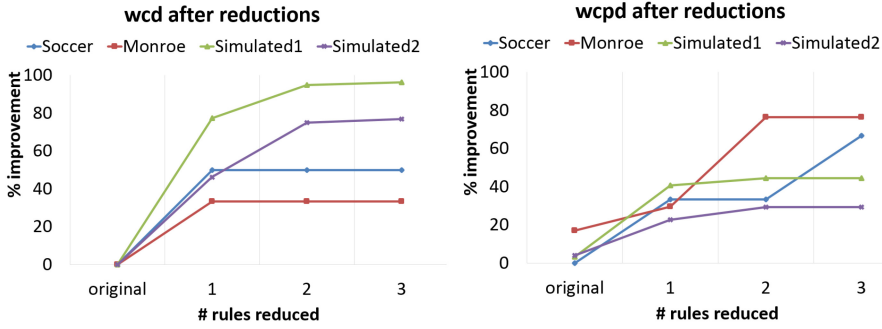 wcd after reductions
Soccer Monroe Simulated1 Simulated2
% improvement
100
80
60
40
20
0
original 1 2 3
# rules reduced
wcpd after reductions
Soccer Monroe Simulated1 Simulated2
% improvement
100
80
60
40
20
0
original 1 2 3
# rules reduced